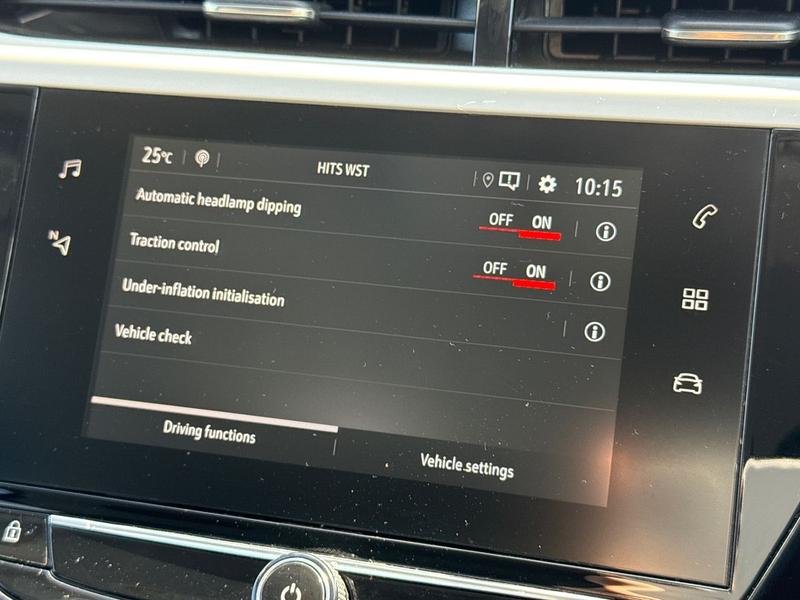 25°C HITS WST 10:15
Automatic headlamp dipping OFF ON
Traction control OFF ON
Under-inflation initialisation
Vehicle check
Driving functions Vehicle settings
N